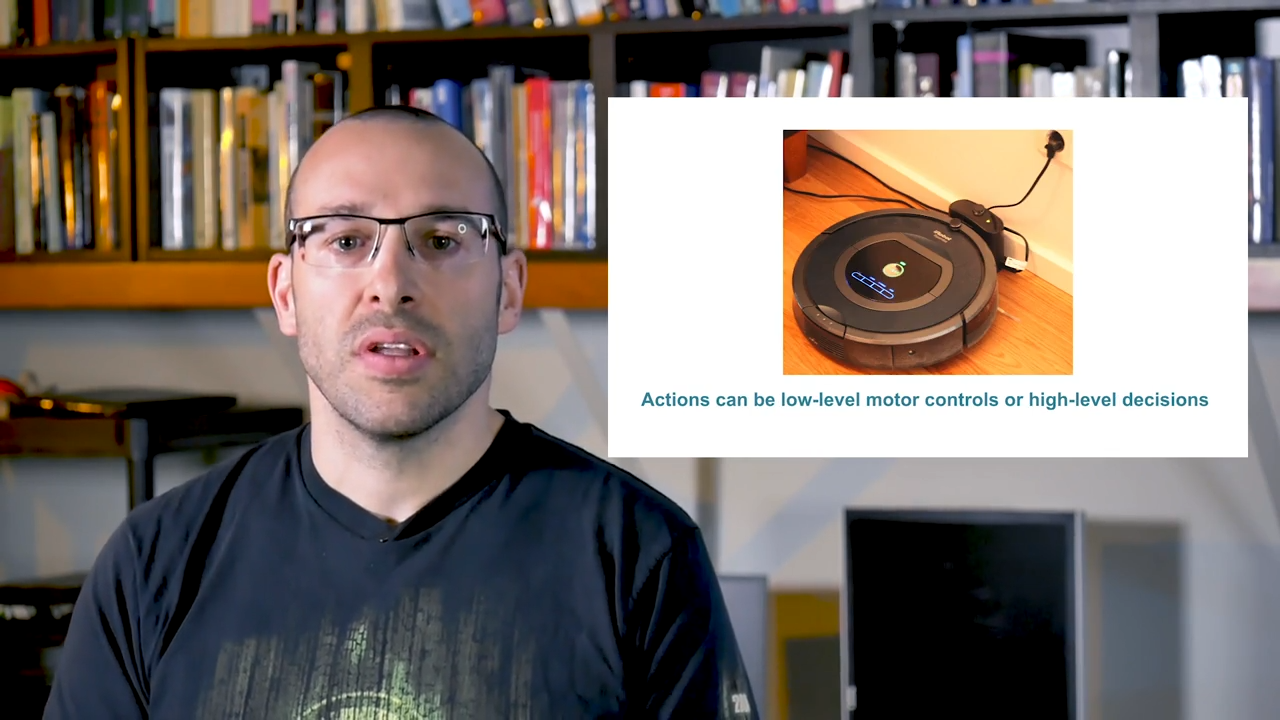 Actions can be low-level motor controls or high-level decisions